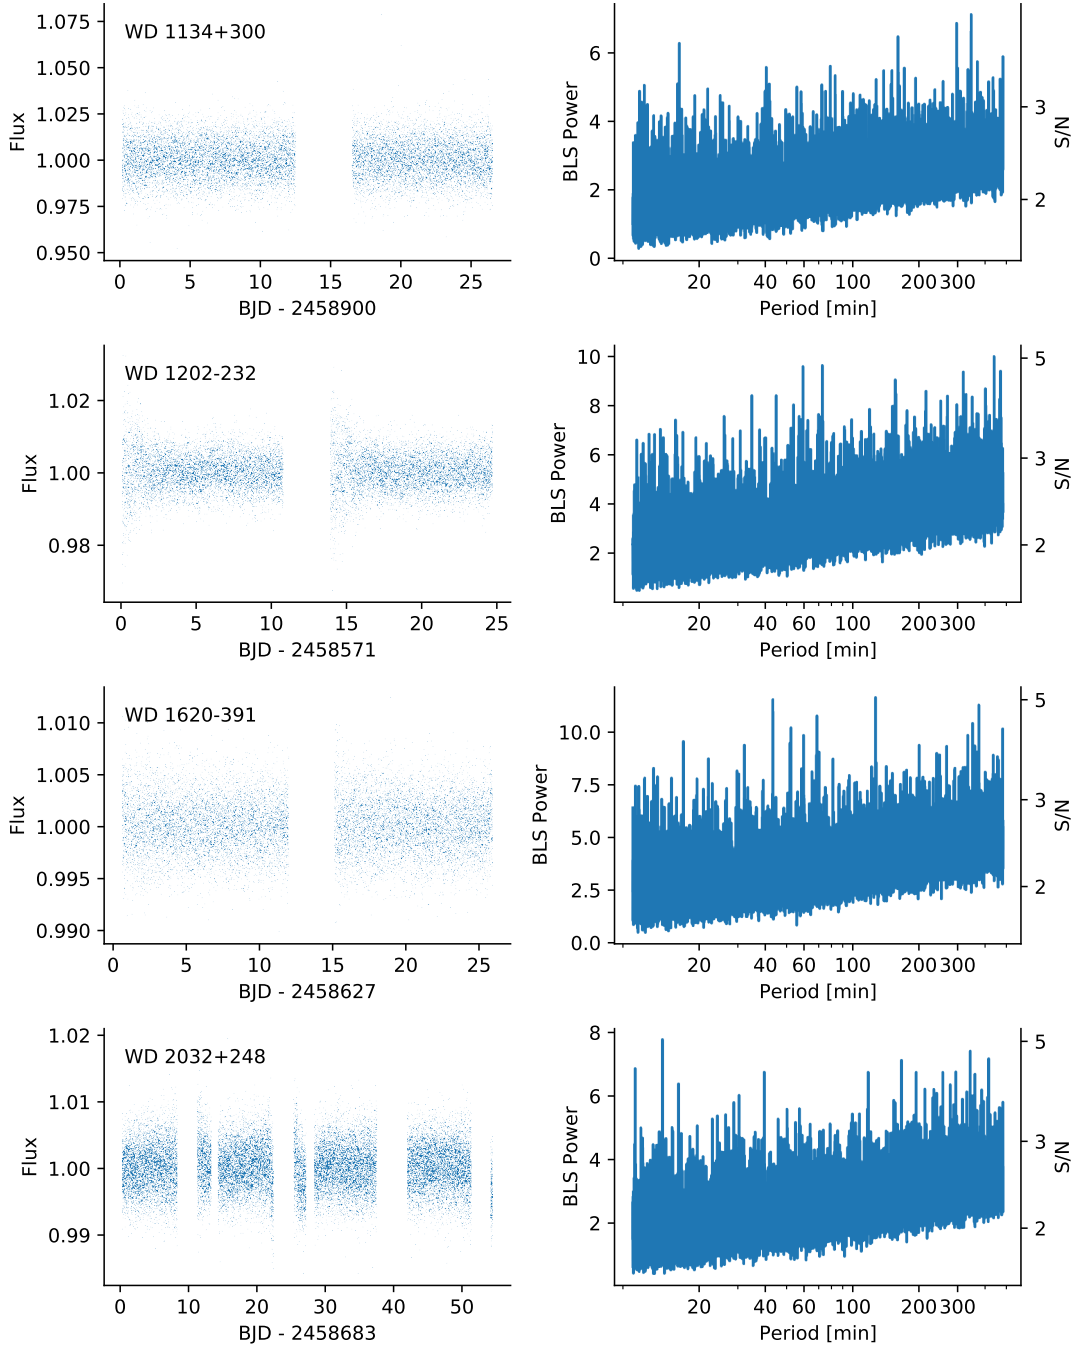 WD 1134+300
1.075
1.050
1.025
1.000
0.975
0.950
Flux
0 5 10 15 20 25
BJD - 2458900
6
4
2
0
BLS Power
3
2
S/N
20 40 60 100 200 300
Period [min]
WD 1202-232
1.02
1.00
0.98
Flux
0 5 10 15 20 25
BJD - 2458571
10
8
6
4
2
BLS Power
5
3
2
S/N
20 40 60 100 200 300
Period [min]
WD 1620-391
1.010
1.005
1.000
0.995
0.990
Flux
0 5 10 15 20 25
BJD - 2458627
10.0
7.5
5.0
2.5
0.0
BLS Power
5
3
2
S/N
20 40 60 100 200 300
Period [min]
WD 2032+248
1.02
1.01
1.00
0.99
Flux
0 10 20 30 40 50
BJD - 2458683
8
6
4
2
BLS Power
5
3
2
S/N
20 40 60 100 200 300
Period [min]